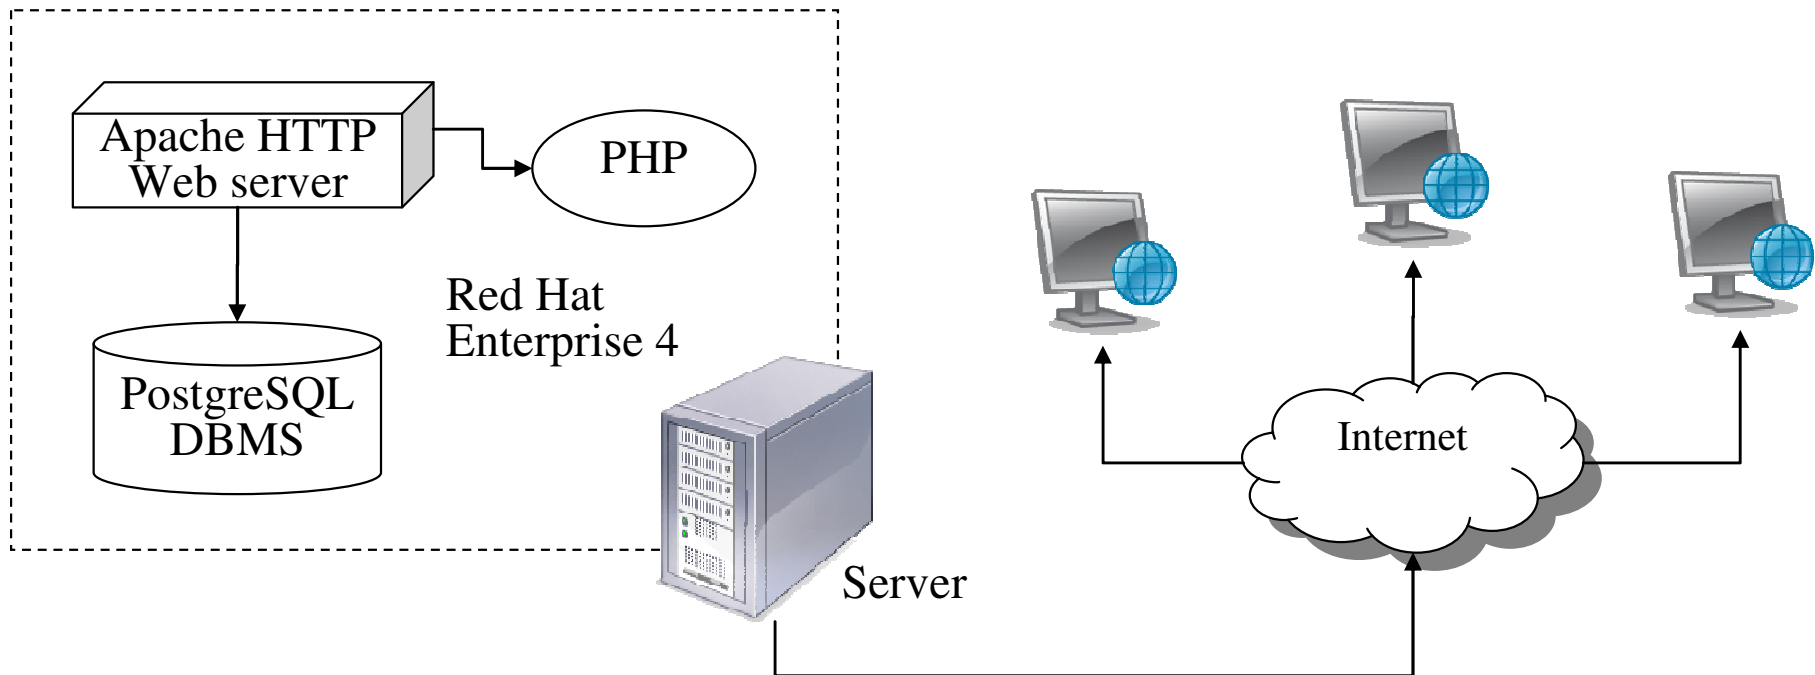 Apache HTTP
Web server
PHP
Red Hat
Enterprise 4
PostgreSQL
DBMS
Server
Internet